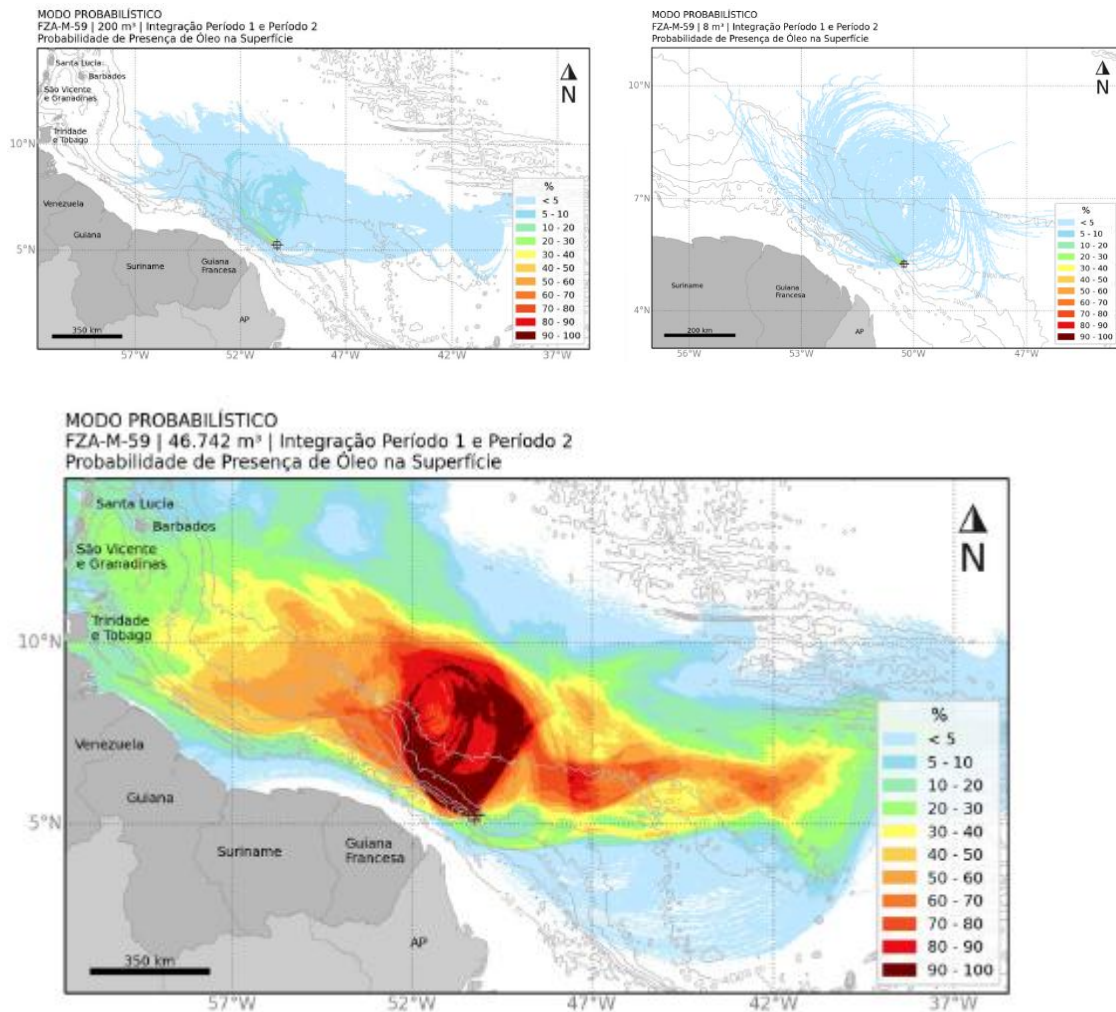 MODO PROBABILÍSTICO
FZA-M-59 | 200 m³ | Integração Período 1 e Período 2
Probabilidade de Presença de Óleo na Superfície
Santa Lucía
Barbados
São Vicente
e Granadinas
Trindade
e Tobago
10°N
Venezuela
Guiana
5°N
Suriname
Guiana
Francesa
AP
350 km
57°W
52°W
47°W
42°W
37°W
N
%
< 5
5 - 10
10 - 20
20 - 30
30 - 40
40 - 50
50 - 60
60 - 70
70 - 80
80 - 90
90 - 100
MODO PROBABILÍSTICO
FZA-M-59 | 8 m³ | Integração Período 1 e Período 2
Probabilidade de Presença de Óleo na Superfície
10°N
7°N
4°N
Suriname
Guiana
Francesa
AP
200 km
56°W
53°W
50°W
47°W
N
%
< 5
5 - 10
10 - 20
20 - 30
30 - 40
40 - 50
50 - 60
60 - 70
70 - 80
80 - 90
90 - 100
MODO PROBABILÍSTICO
FZA-M-59 | 46.742 m³ | Integração Período 1 e Período 2
Probabilidade de Presença de Óleo na Superfície
Santa Lucía
Barbados
São Vicente
e Granadinas
Trindade
e Tobago
10°N
Venezuela
Guiana
5°N
Suriname
Guiana
Francesa
AP
350 km
57°W
52°W
47°W
42°W
37°W
N
%
< 5
5 - 10
10 - 20
20 - 30
30 - 40
40 - 50
50 - 60
60 - 70
70 - 80
80 - 90
90 - 100